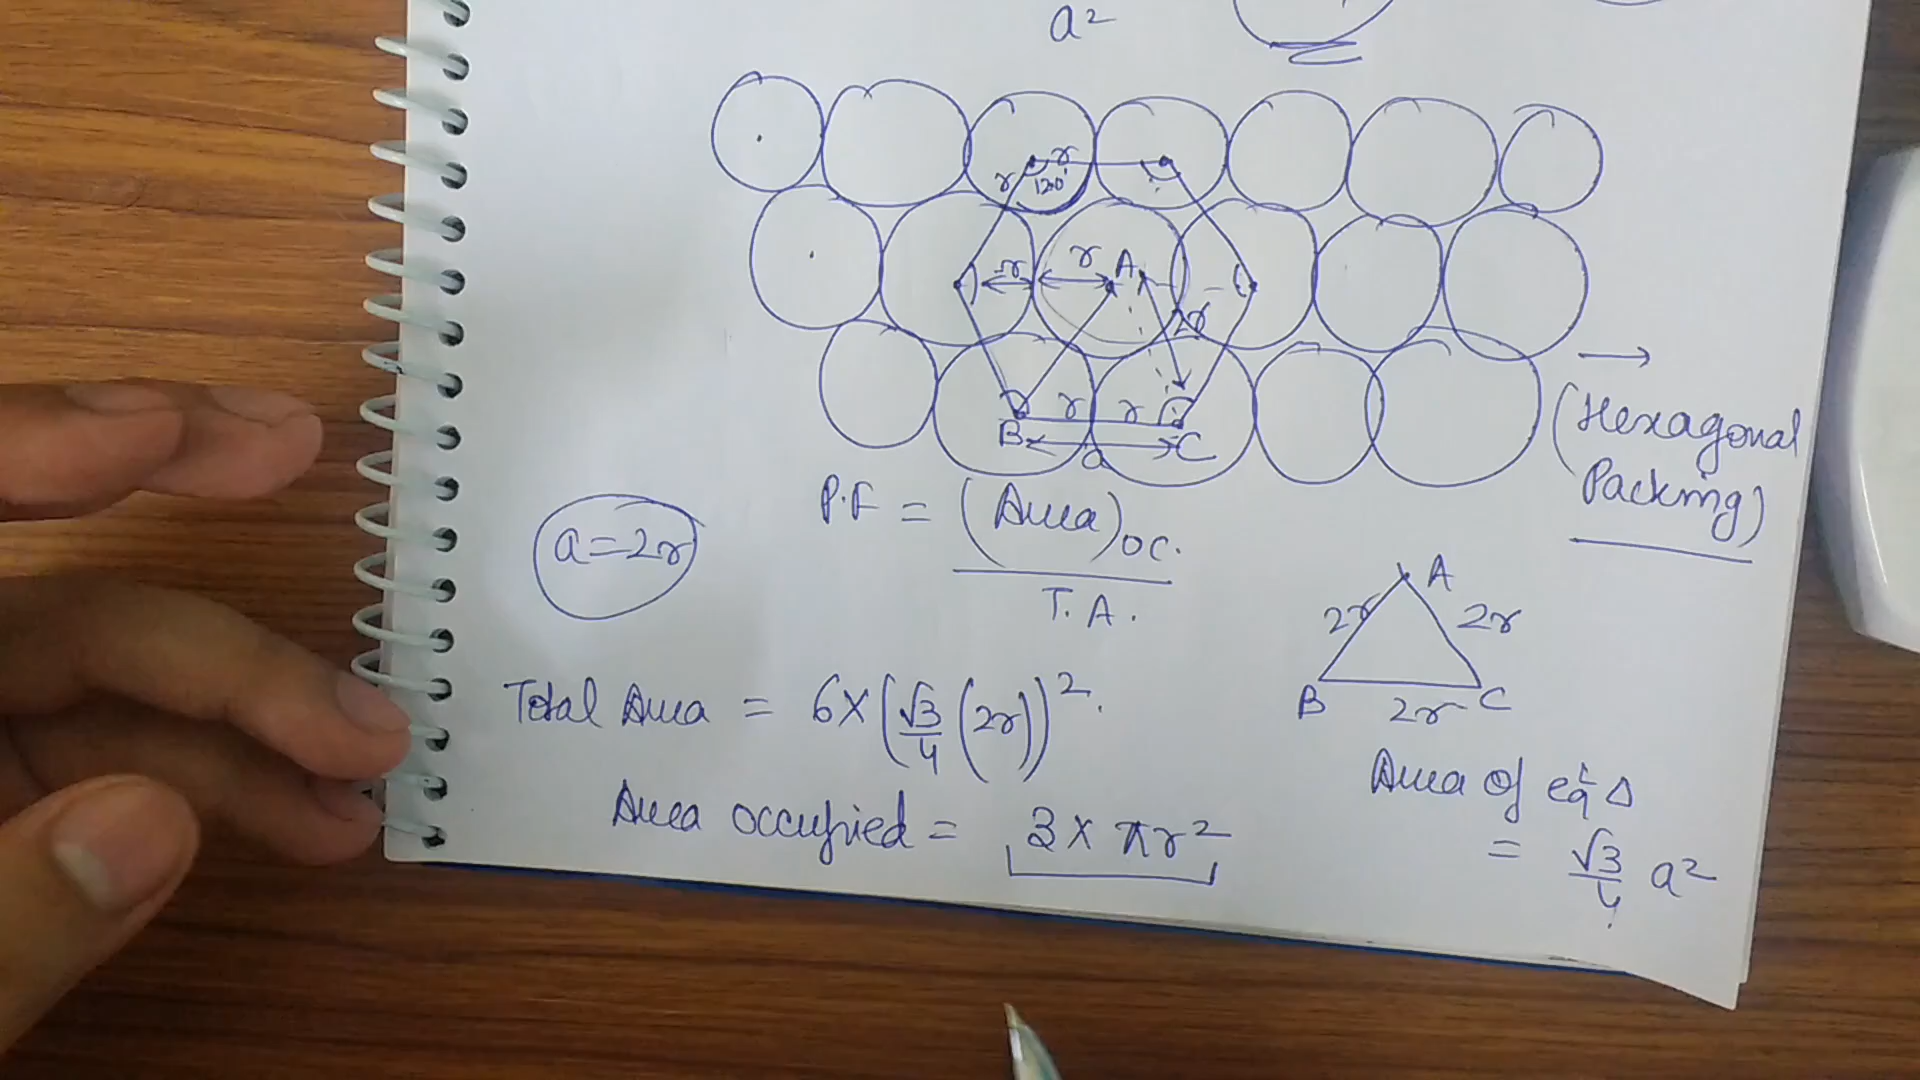 a²
r
r 120°
r r A
2r
r r
B C
a
(Hexagonal
Packing)
P.F = (Area)oc.
T.A.
a=2r
A
2r 2r
B 2r C
Total Area = 6×(√3/4 (2r))².
Area of eq^l Δ
= √3/4 a²
Area occupied = 3× πr²